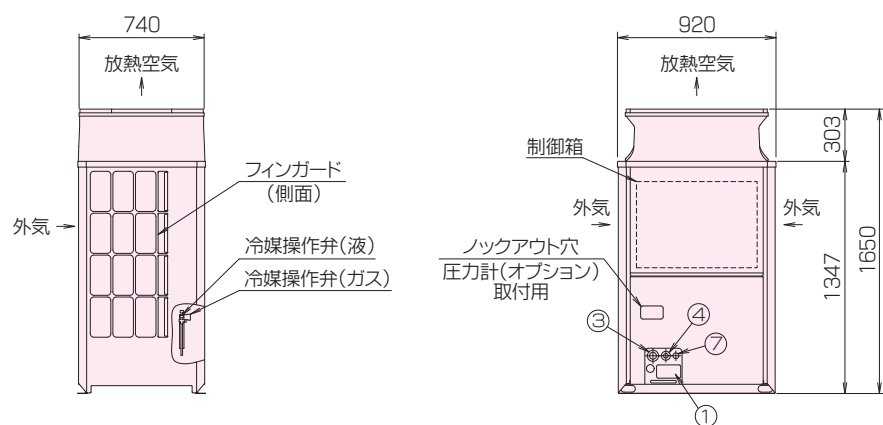 740
放熱空気
フィンガード
(側面)
外気
冷媒操作弁(液)
冷媒操作弁(ガス)
920
放熱空気
制御箱
外気
外気
ノックアウト穴
圧力計(オプション)
取付用
③
④
⑦
①
303
1347
1650